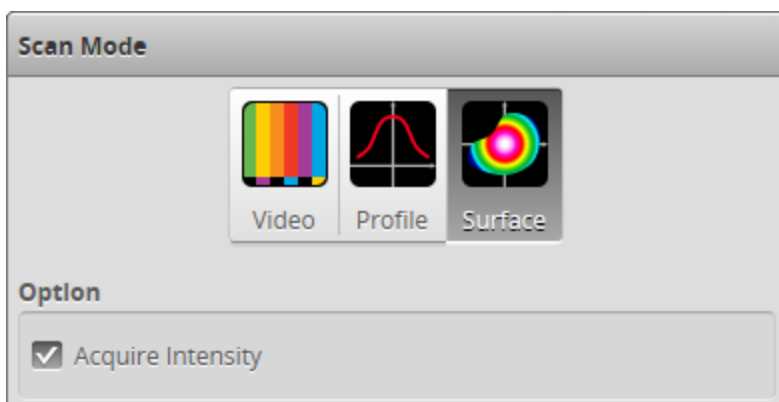 Scan Mode
Video Profile Surface
Option
Acquire Intensity